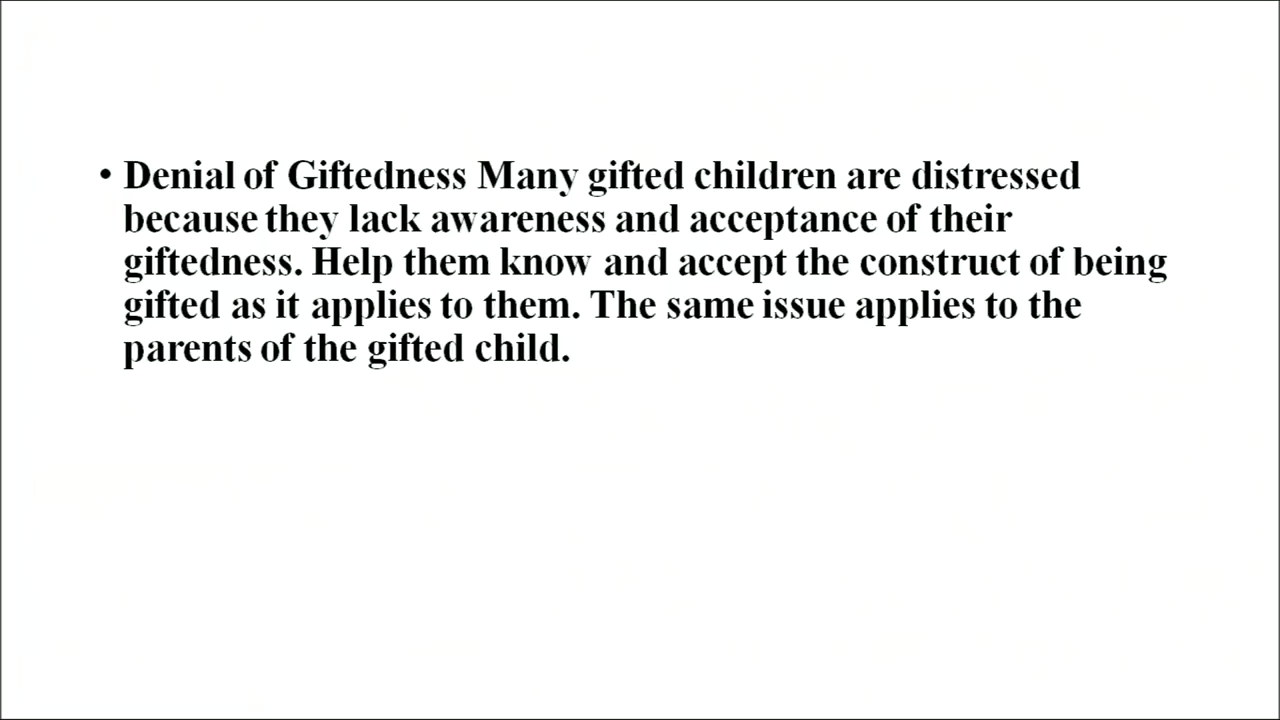 • Denial of Giftedness Many gifted children are distressed
because they lack awareness and acceptance of their
giftedness. Help them know and accept the construct of being
gifted as it applies to them. The same issue applies to the
parents of the gifted child.